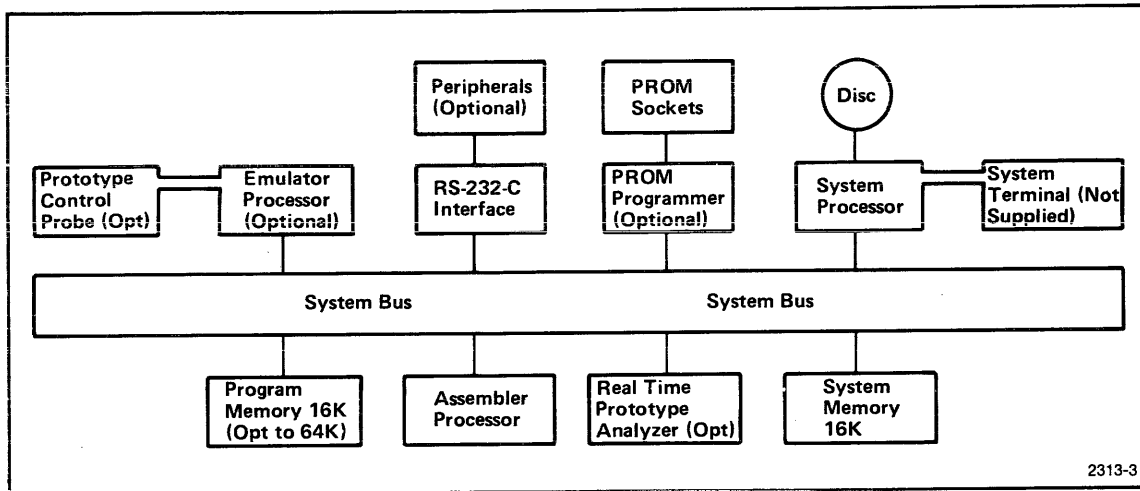 Peripherals
(Optional)
PROM
Sockets
Disc
Prototype
Control
Probe (Opt)
Emulator
Processor
(Optional)
RS-232-C
Interface
PROM
Programmer
(Optional)
System
Processor
System
Terminal (Not
Supplied)
System Bus
System Bus
Program
Memory 16K
(Opt to 64K)
Assembler
Processor
Real Time
Prototype
Analyzer (Opt)
System
Memory
16K
2313-3